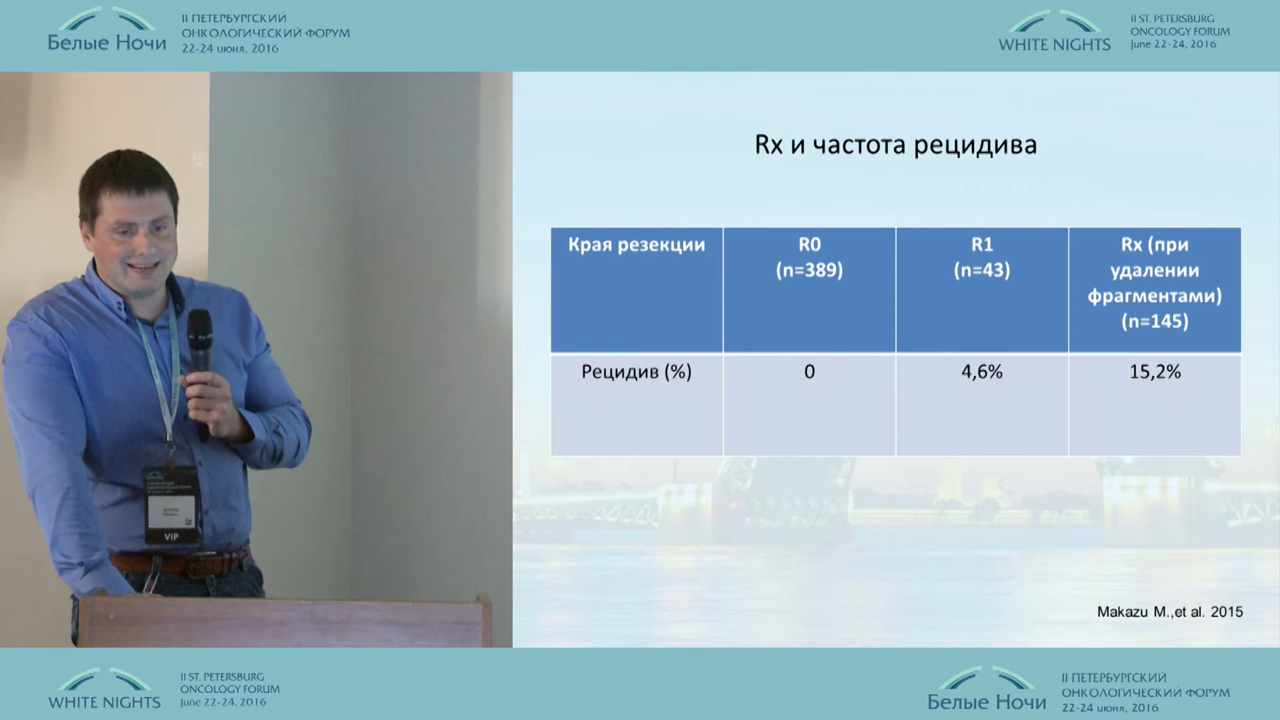 Белые Ночи
II ПЕТЕРБУРГСКИЙ
ОНКОЛОГИЧЕСКИЙ ФОРУМ
22-24 июня, 2016
WHITE NIGHTS
II ST. PETERSBURG
ONCOLOGY FORUM
June 22-24, 2016
Rx и частота рецидива
Края резекции
R0
(n=389)
R1
(n=43)
Rx (при
удалении
фрагментами)
(n=145)
Рецидив (%)
0
4,6%
15,2%
Makazu M.,et al. 2015
VIP
WHITE NIGHTS
II ST. PETERSBURG
ONCOLOGY FORUM
June 22-24, 2016
Белые Ночи
II ПЕТЕРБУРГСКИЙ
ОНКОЛОГИЧЕСКИЙ ФОРУМ
22-24 июня, 2016